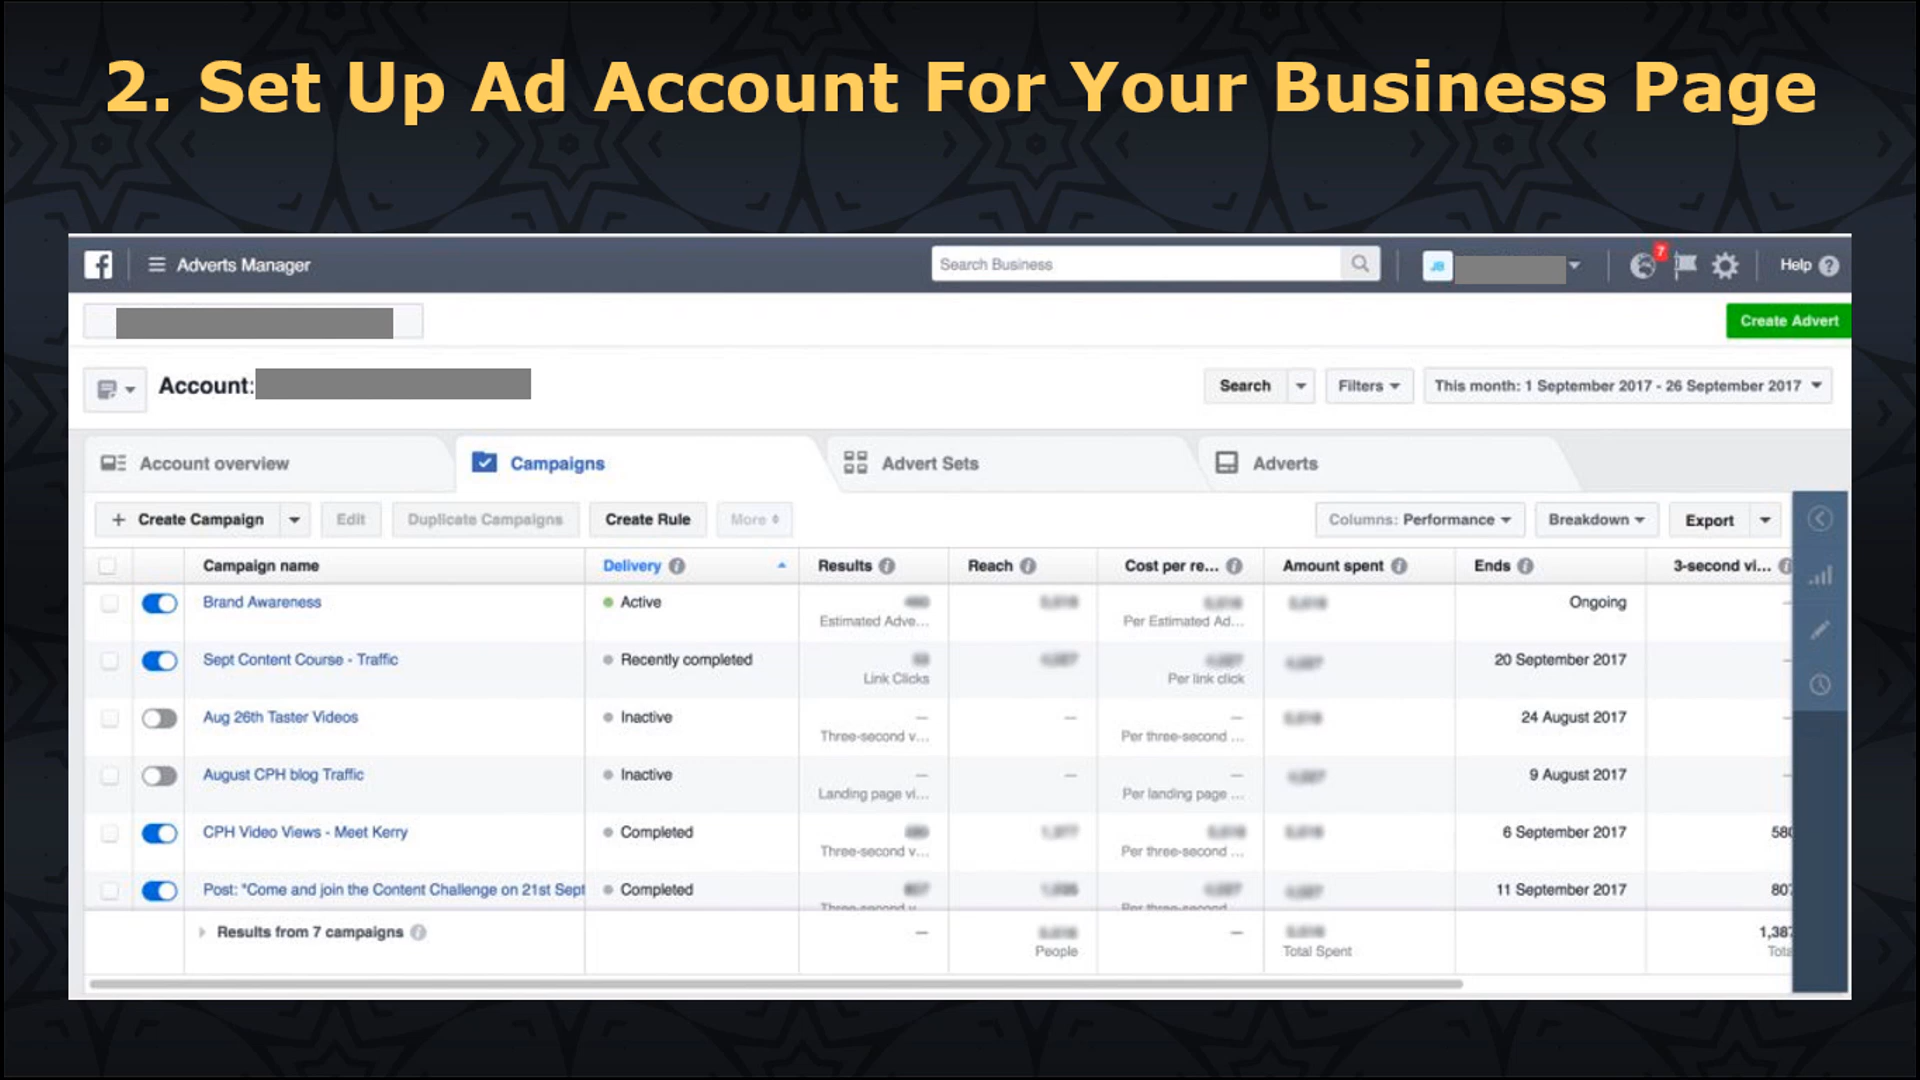 2. Set Up Ad Account For Your Business Page
Adverts Manager
Search Business
JB
7
Help ?
Create Advert
Account:
Search
Filters
This month: 1 September 2017 - 26 September 2017
Account overview
Campaigns
Advert Sets
Adverts
+ Create Campaign
Edit
Duplicate Campaigns
Create Rule
More
Columns: Performance
Breakdown
Export
Campaign name Delivery Results Reach Cost per re... Amount spent Ends 3-second vi...
Brand Awareness Active Ongoing
Estimated Adve... Per Estimated Ad...
Sept Content Course - Traffic Recently completed 20 September 2017
Link Clicks Per link click
Aug 26th Taster Videos Inactive — — — 24 August 2017
Three-second v... Per three-second ...
August CPH blog Traffic Inactive — — — 9 August 2017
Landing page vi... Per landing page ...
CPH Video Views - Meet Kerry Completed 6 September 2017 580
Three-second v... Per three-second ...
Post: "Come and join the Content Challenge on 21st Sept Completed 11 September 2017 807
Results from 7 campaigns — — 1,387
People Total Spent Tota